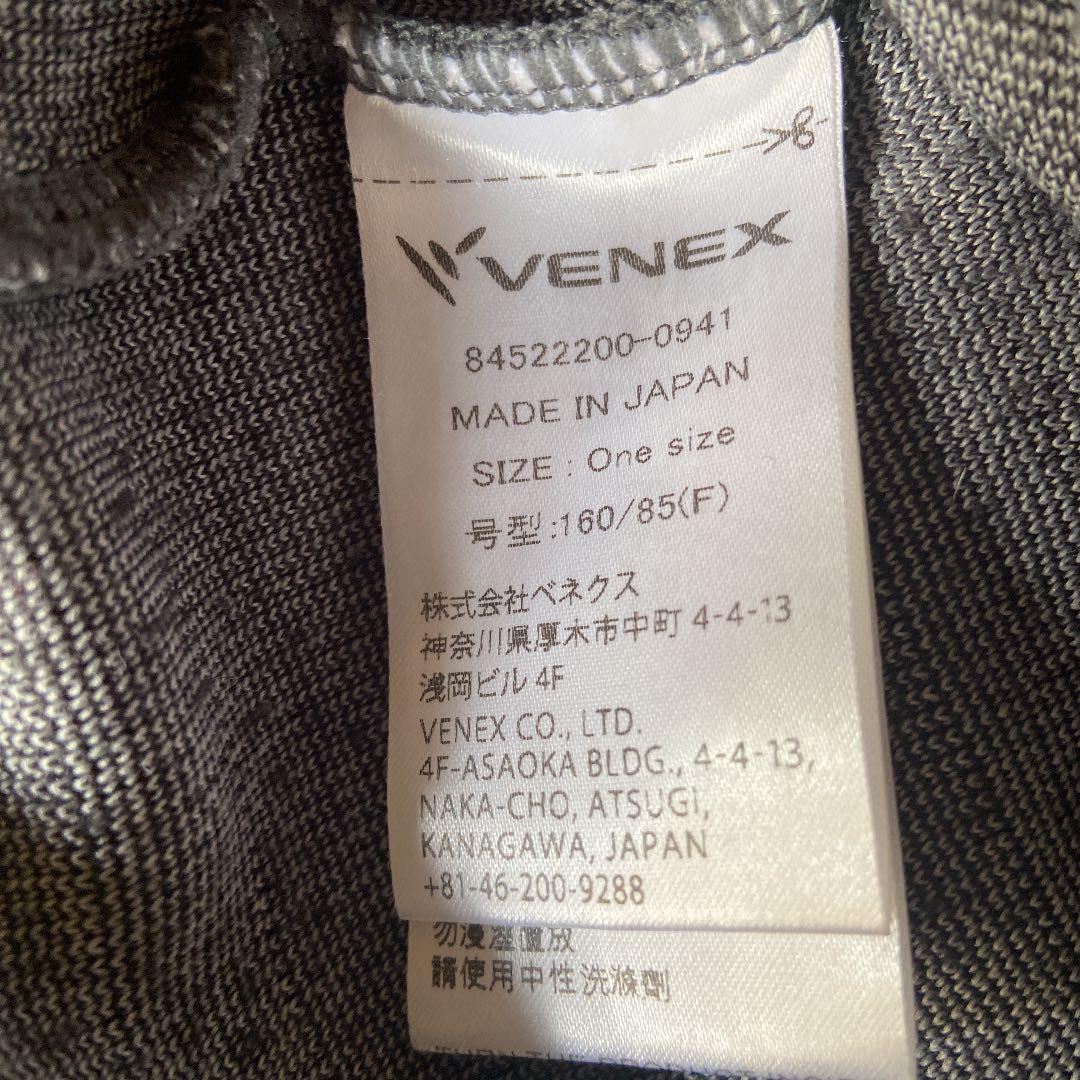 VENEX
84522200-0941
MADE IN JAPAN
SIZE : One size
号型:160/85(F)
株式会社ベネクス
神奈川県厚木市中町 4-4-13
浅岡ビル 4F
VENEX CO., LTD.
4F-ASAOKA BLDG., 4-4-13,
NAKA-CHO, ATSUGI,
KANAGAWA, JAPAN
+81-46-200-9288
請使用中性洗滌劑